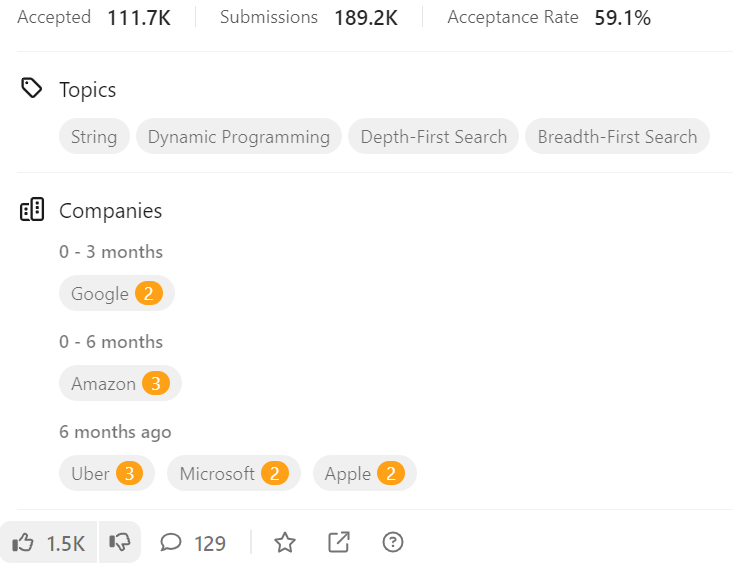 Accepted 111.7K Submissions 189.2K Acceptance Rate 59.1%
Topics
String Dynamic Programming Depth-First Search Breadth-First Search
Companies
0 - 3 months
Google 2
0 - 6 months
Amazon 3
6 months ago
Uber 3 Microsoft 2 Apple 2
1.5K 129